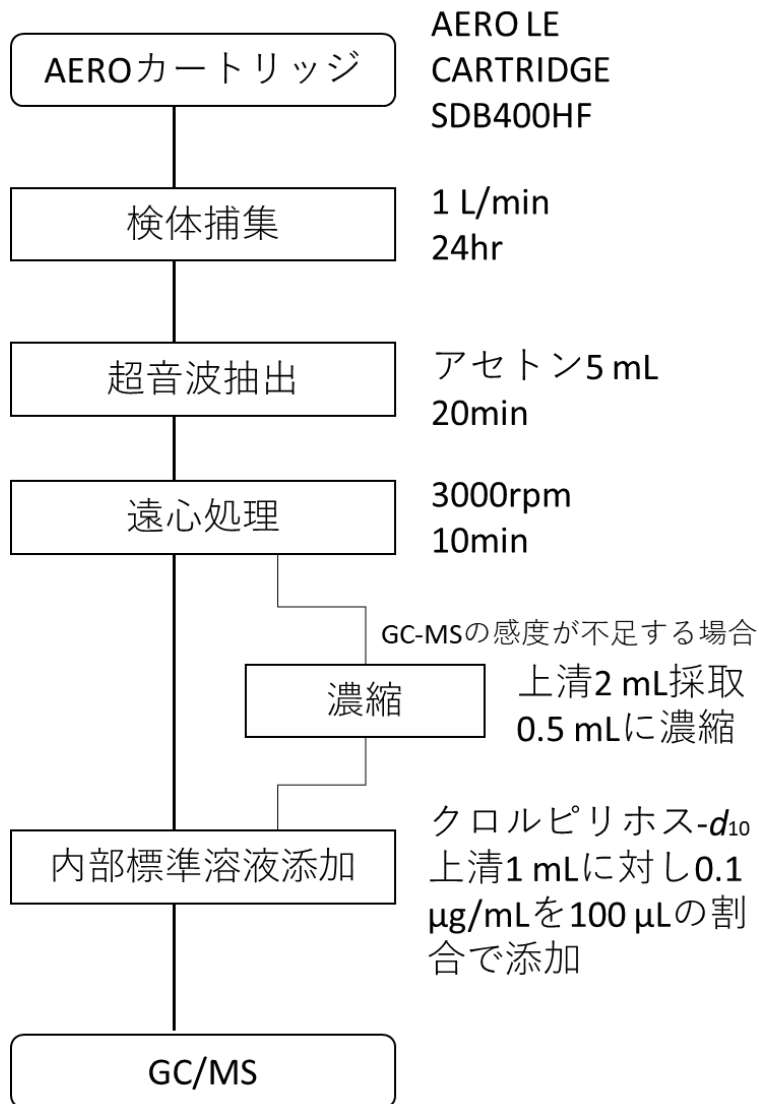 AEROカートリッジ
AERO LE
CARTRIDGE
SDB400HF
検体捕集
1 L/min
24hr
超音波抽出
アセトン5 mL
20min
遠心処理
3000rpm
10min
GC-MSの感度が不足する場合
濃縮
上清2 mL採取
0.5 mLに濃縮
内部標準溶液添加
クロルピリホス-d10
上清1 mLに対し0.1
μg/mLを100 μLの割
合で添加
GC/MS